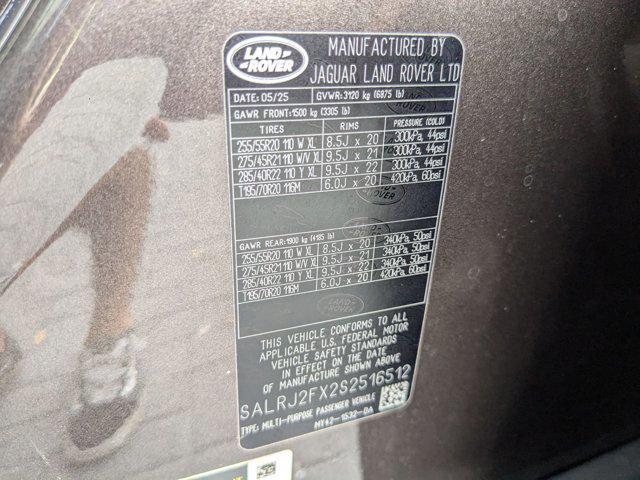 LAND ROVER
MANUFACTURED BY
JAGUAR LAND ROVER LTD
DATE: 05/25 GVWR: 3120 kg (6875 lb)
GAWR FRONT: 1500 kg (3305 lb)
TIRES RIMS PRESSURE (COLD)
255/55R20 110 W XL 8.5J x 20 300kPa, 44psi
275/45R21 110 W/V XL 9.5J x 21 300kPa, 44psi
285/40R22 110 Y XL 9.5J x 22 300kPa, 44psi
T195/70R20 116M 6.0J x 20 420kPa, 60psi
GAWR REAR: 1900 kg (4185 lb)
255/55R20 110 W XL 8.5J x 20 340kPa, 50psi
275/45R21 110 W/V XL 9.5J x 21 340kPa, 50psi
285/40R22 110 Y XL 9.5J x 22 340kPa, 50psi
T195/70R20 116M 6.0J x 20 420kPa, 60psi
THIS VEHICLE CONFORMS TO ALL
APPLICABLE U.S. FEDERAL MOTOR
VEHICLE SAFETY STANDARDS
IN EFFECT ON THE DATE
OF MANUFACTURE SHOWN ABOVE
SALRJ2FX2S2516512
TYPE: MULTI-PURPOSE PASSENGER VEHICLE
MY42-1532-DA